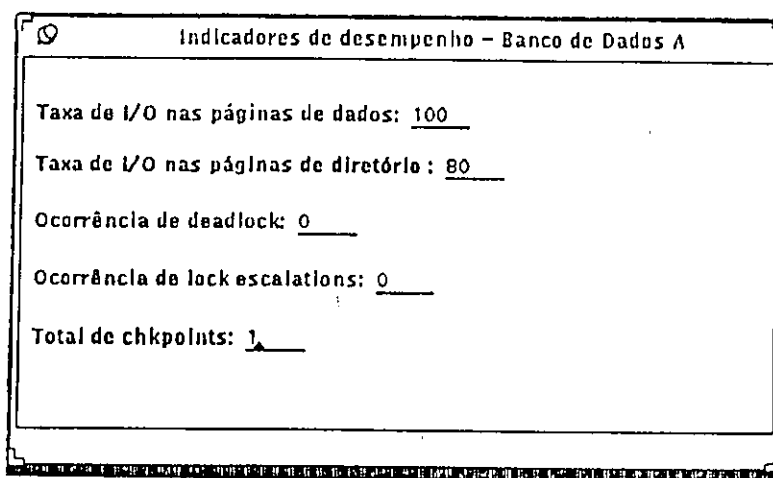 Indicadores de desempenho – Banco de Dados A
Taxa de I/O nas páginas de dados: 100
Taxa de I/O nas páginas de diretório : 80
Ocorrência de deadlock: 0
Ocorrência de lock escalations: 0
Total de chkpoints: 1